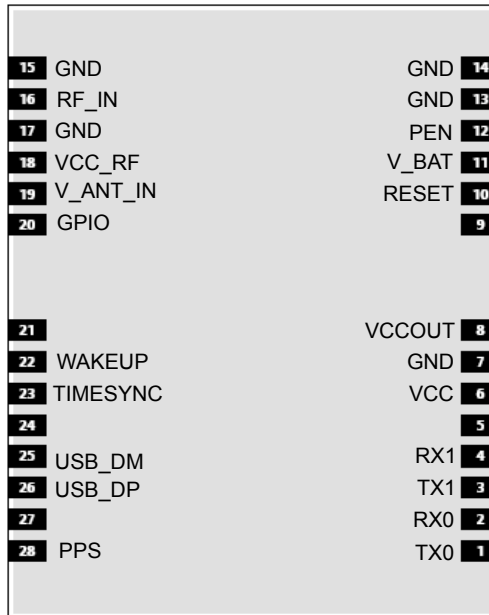 15 GND GND 14
16 RF_IN GND 13
17 GND PEN 12
18 VCC_RF V_BAT 11
19 V_ANT_IN RESET 10
20 GPIO 9
21 VCCOUT 8
22 WAKEUP GND 7
23 TIMESYNC VCC 6
24 5
25 USB_DM RX1 4
26 USB_DP TX1 3
27 RX0 2
28 PPS TX0 1